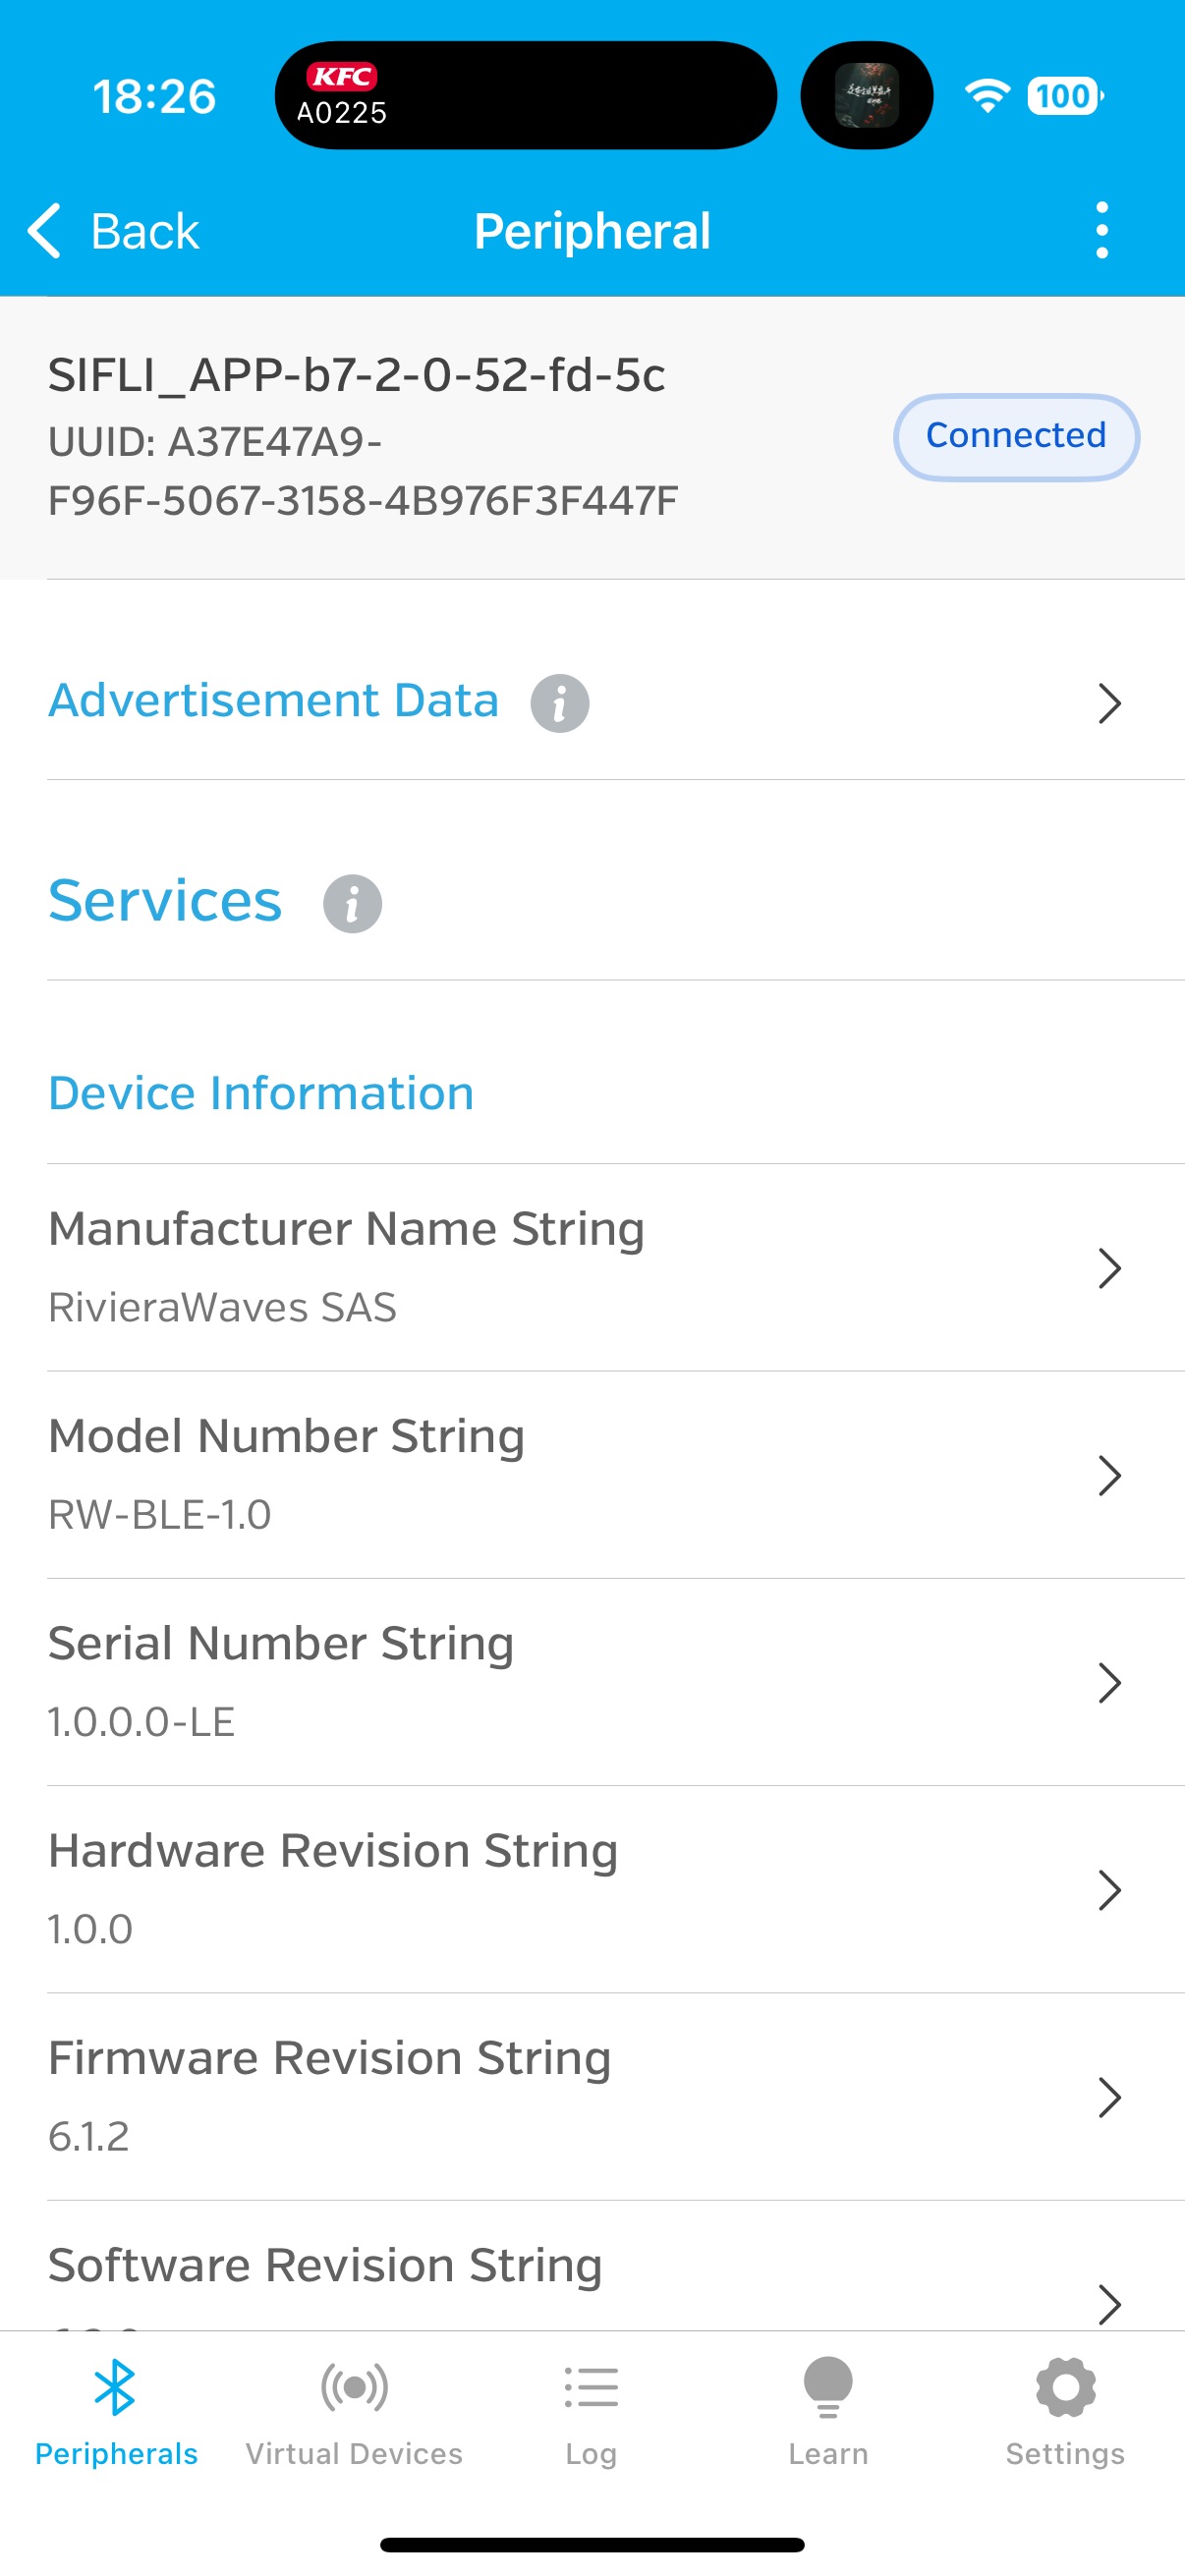 18:26
KFC
A0225
100
Back
Peripheral
SIFLI_APP-b7-2-0-52-fd-5c
UUID: A37E47A9-
F96F-5067-3158-4B976F3F447F
Connected
Advertisement Data
Services
Device Information
Manufacturer Name String
RivieraWaves SAS
Model Number String
RW-BLE-1.0
Serial Number String
1.0.0.0-LE
Hardware Revision String
1.0.0
Firmware Revision String
6.1.2
Software Revision String
Peripherals
Virtual Devices
Log
Learn
Settings